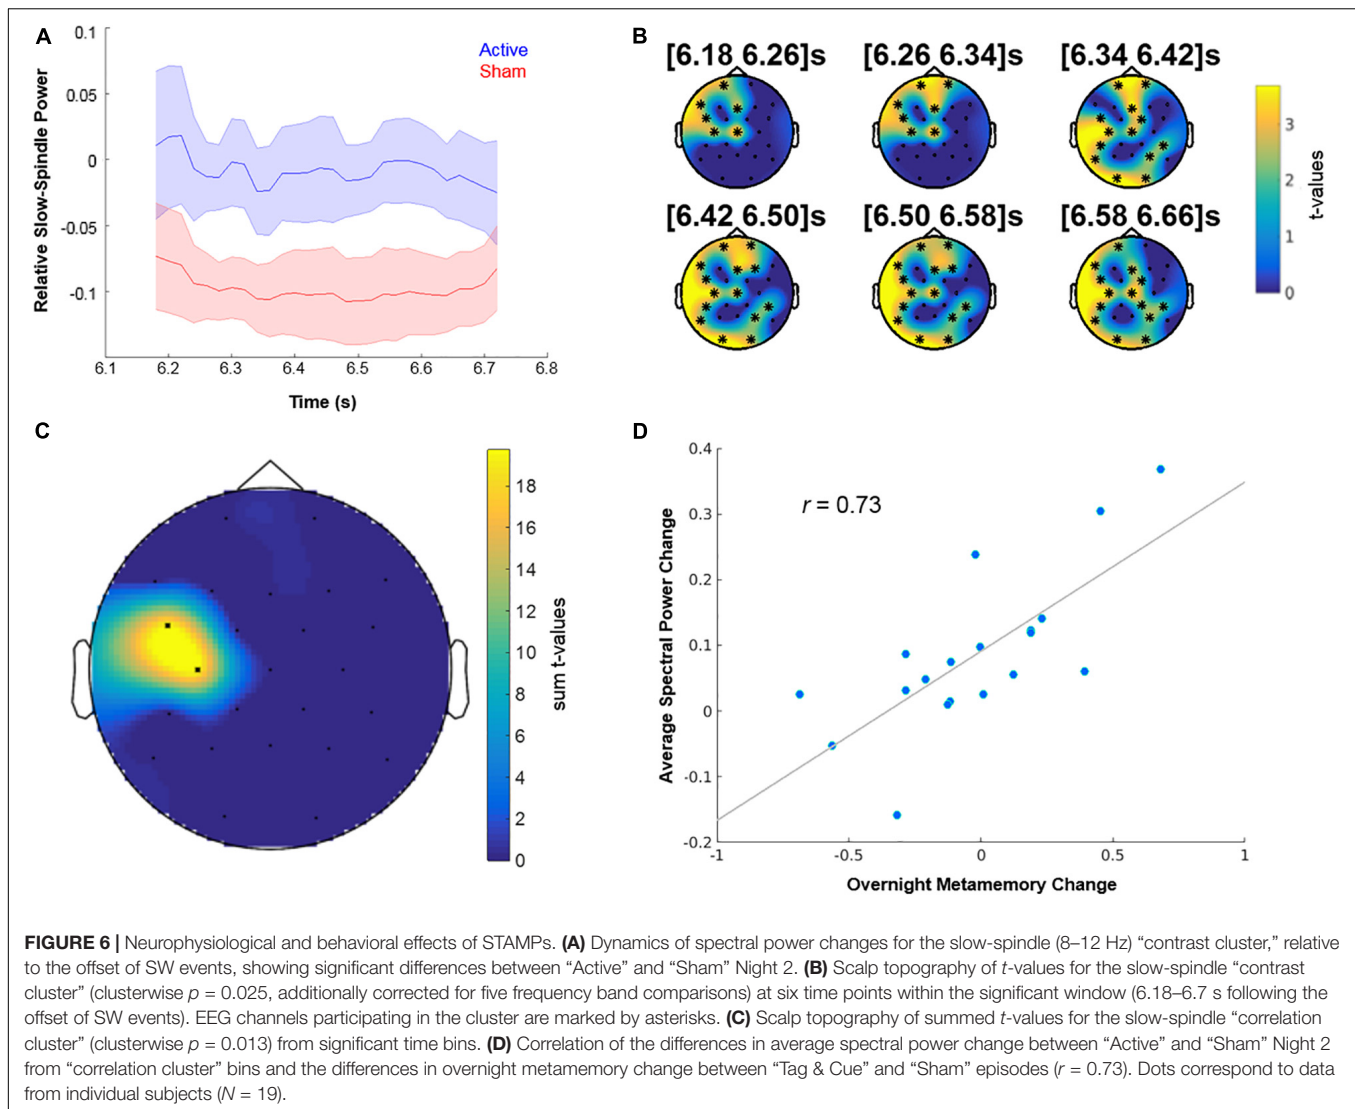 A
0.1
0.05
0
-0.05
-0.1
6.1 6.2 6.3 6.4 6.5 6.6 6.7 6.8
Relative Slow-Spindle Power
Time (s)
Active
Sham
B
[6.18 6.26]s [6.26 6.34]s [6.34 6.42]s
[6.42 6.50]s [6.50 6.58]s [6.58 6.66]s
3
2
1
0
t-values
C
18
16
14
12
10
8
6
4
2
0
sum t-values
D
0.4
0.3
0.2
0.1
0
-0.1
-0.2
-1 -0.5 0 0.5 1
r = 0.73
Average Spectral Power Change
Overnight Metamemory Change
FIGURE 6 | Neurophysiological and behavioral effects of STAMPs. (A) Dynamics of spectral power changes for the slow-spindle (8–12 Hz) “contrast cluster,” relative
to the offset of SW events, showing significant differences between “Active” and “Sham” Night 2. (B) Scalp topography of t-values for the slow-spindle “contrast
cluster” (clusterwise p = 0.025, additionally corrected for five frequency band comparisons) at six time points within the significant window (6.18–6.7 s following the
offset of SW events). EEG channels participating in the cluster are marked by asterisks. (C) Scalp topography of summed t-values for the slow-spindle “correlation
cluster” (clusterwise p = 0.013) from significant time bins. (D) Correlation of the differences in average spectral power change between “Active” and “Sham” Night 2
from “correlation cluster” bins and the differences in overnight metamemory change between “Tag & Cue” and “Sham” episodes (r = 0.73). Dots correspond to data
from individual subjects (N = 19).